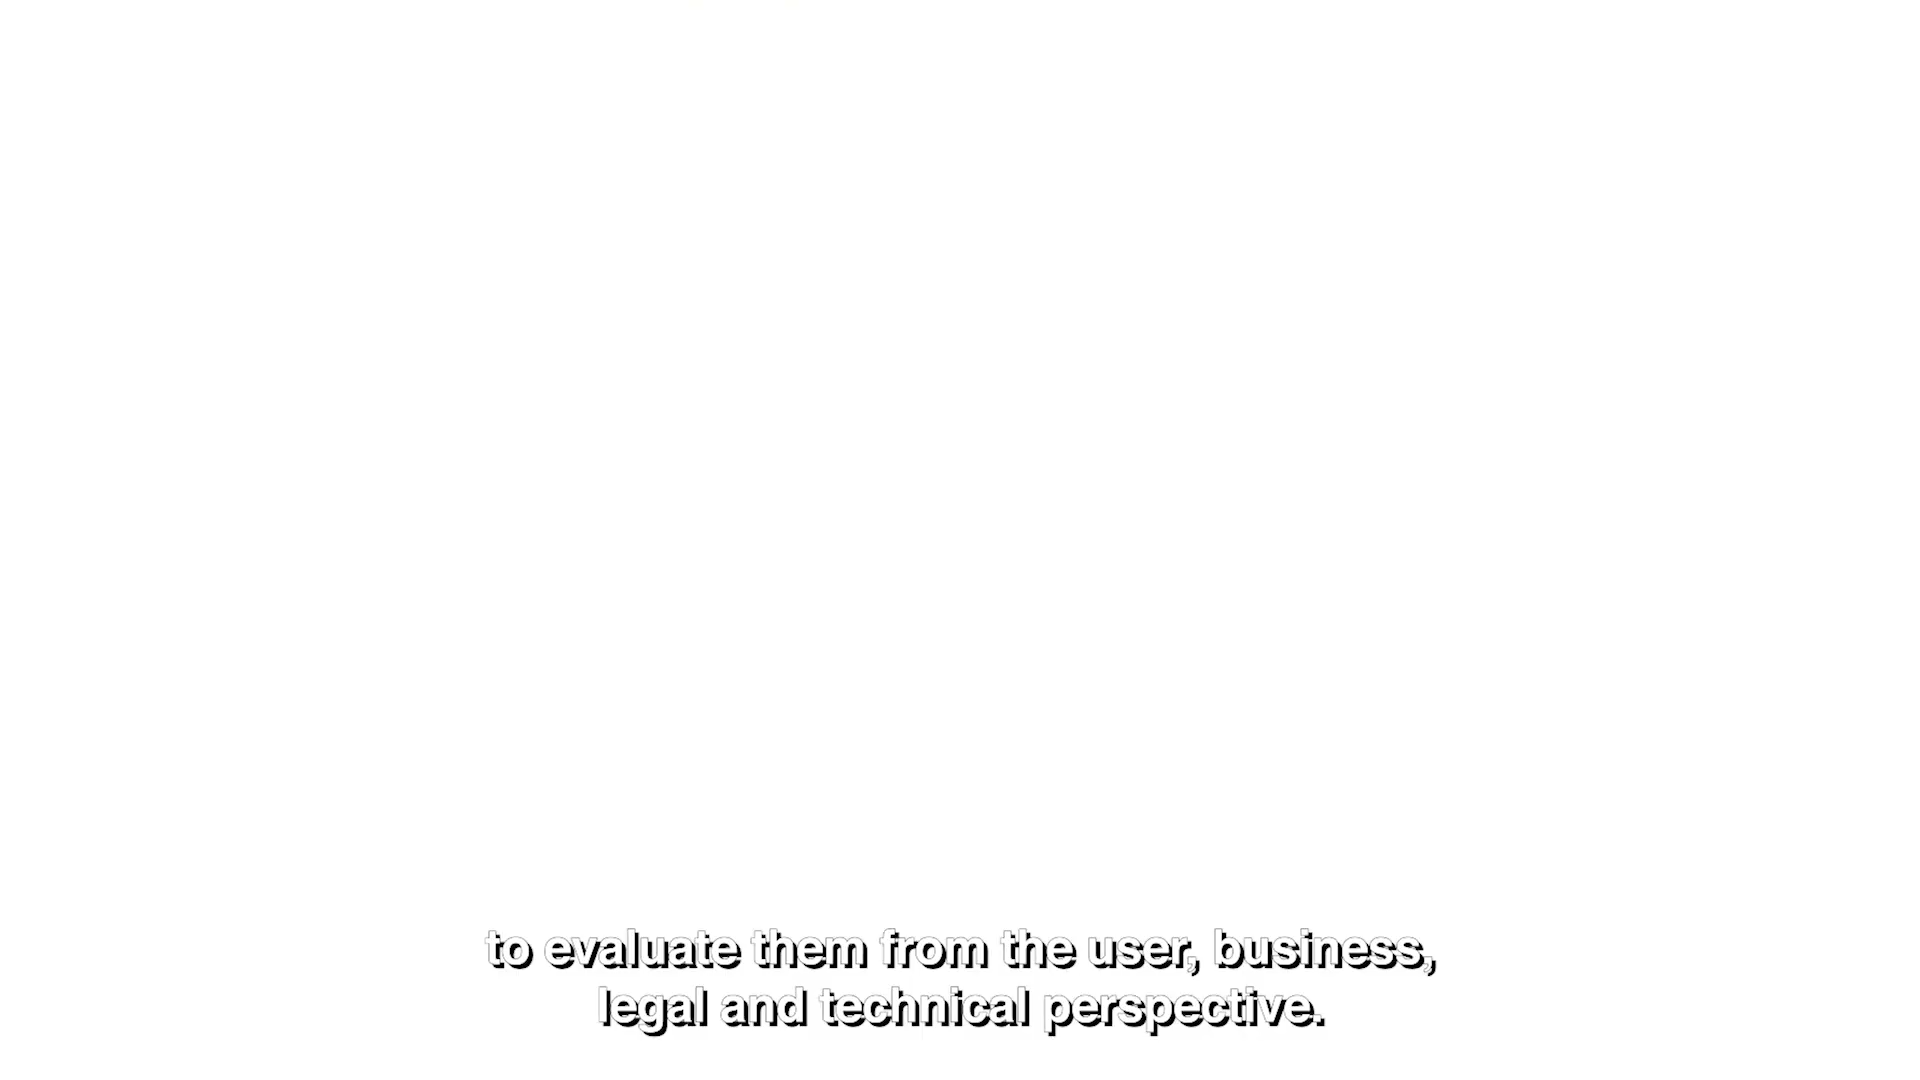 to evaluate them from the user, business,
legal and technical perspective.